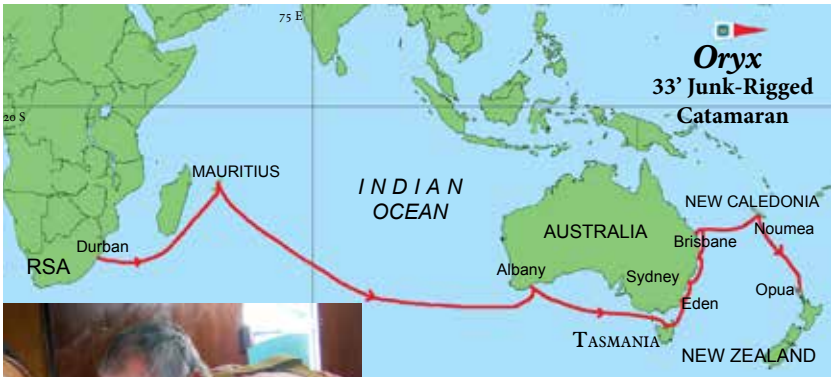 75 E
Oryx
33' Junk-Rigged
Catamaran
20 S
MAURITIUS
INDIAN
OCEAN
NEW CALEDONIA
Noumea
AUSTRALIA
Brisbane
Durban
RSA
Albany
Sydney
Opua
Eden
TASMANIA
NEW ZEALAND